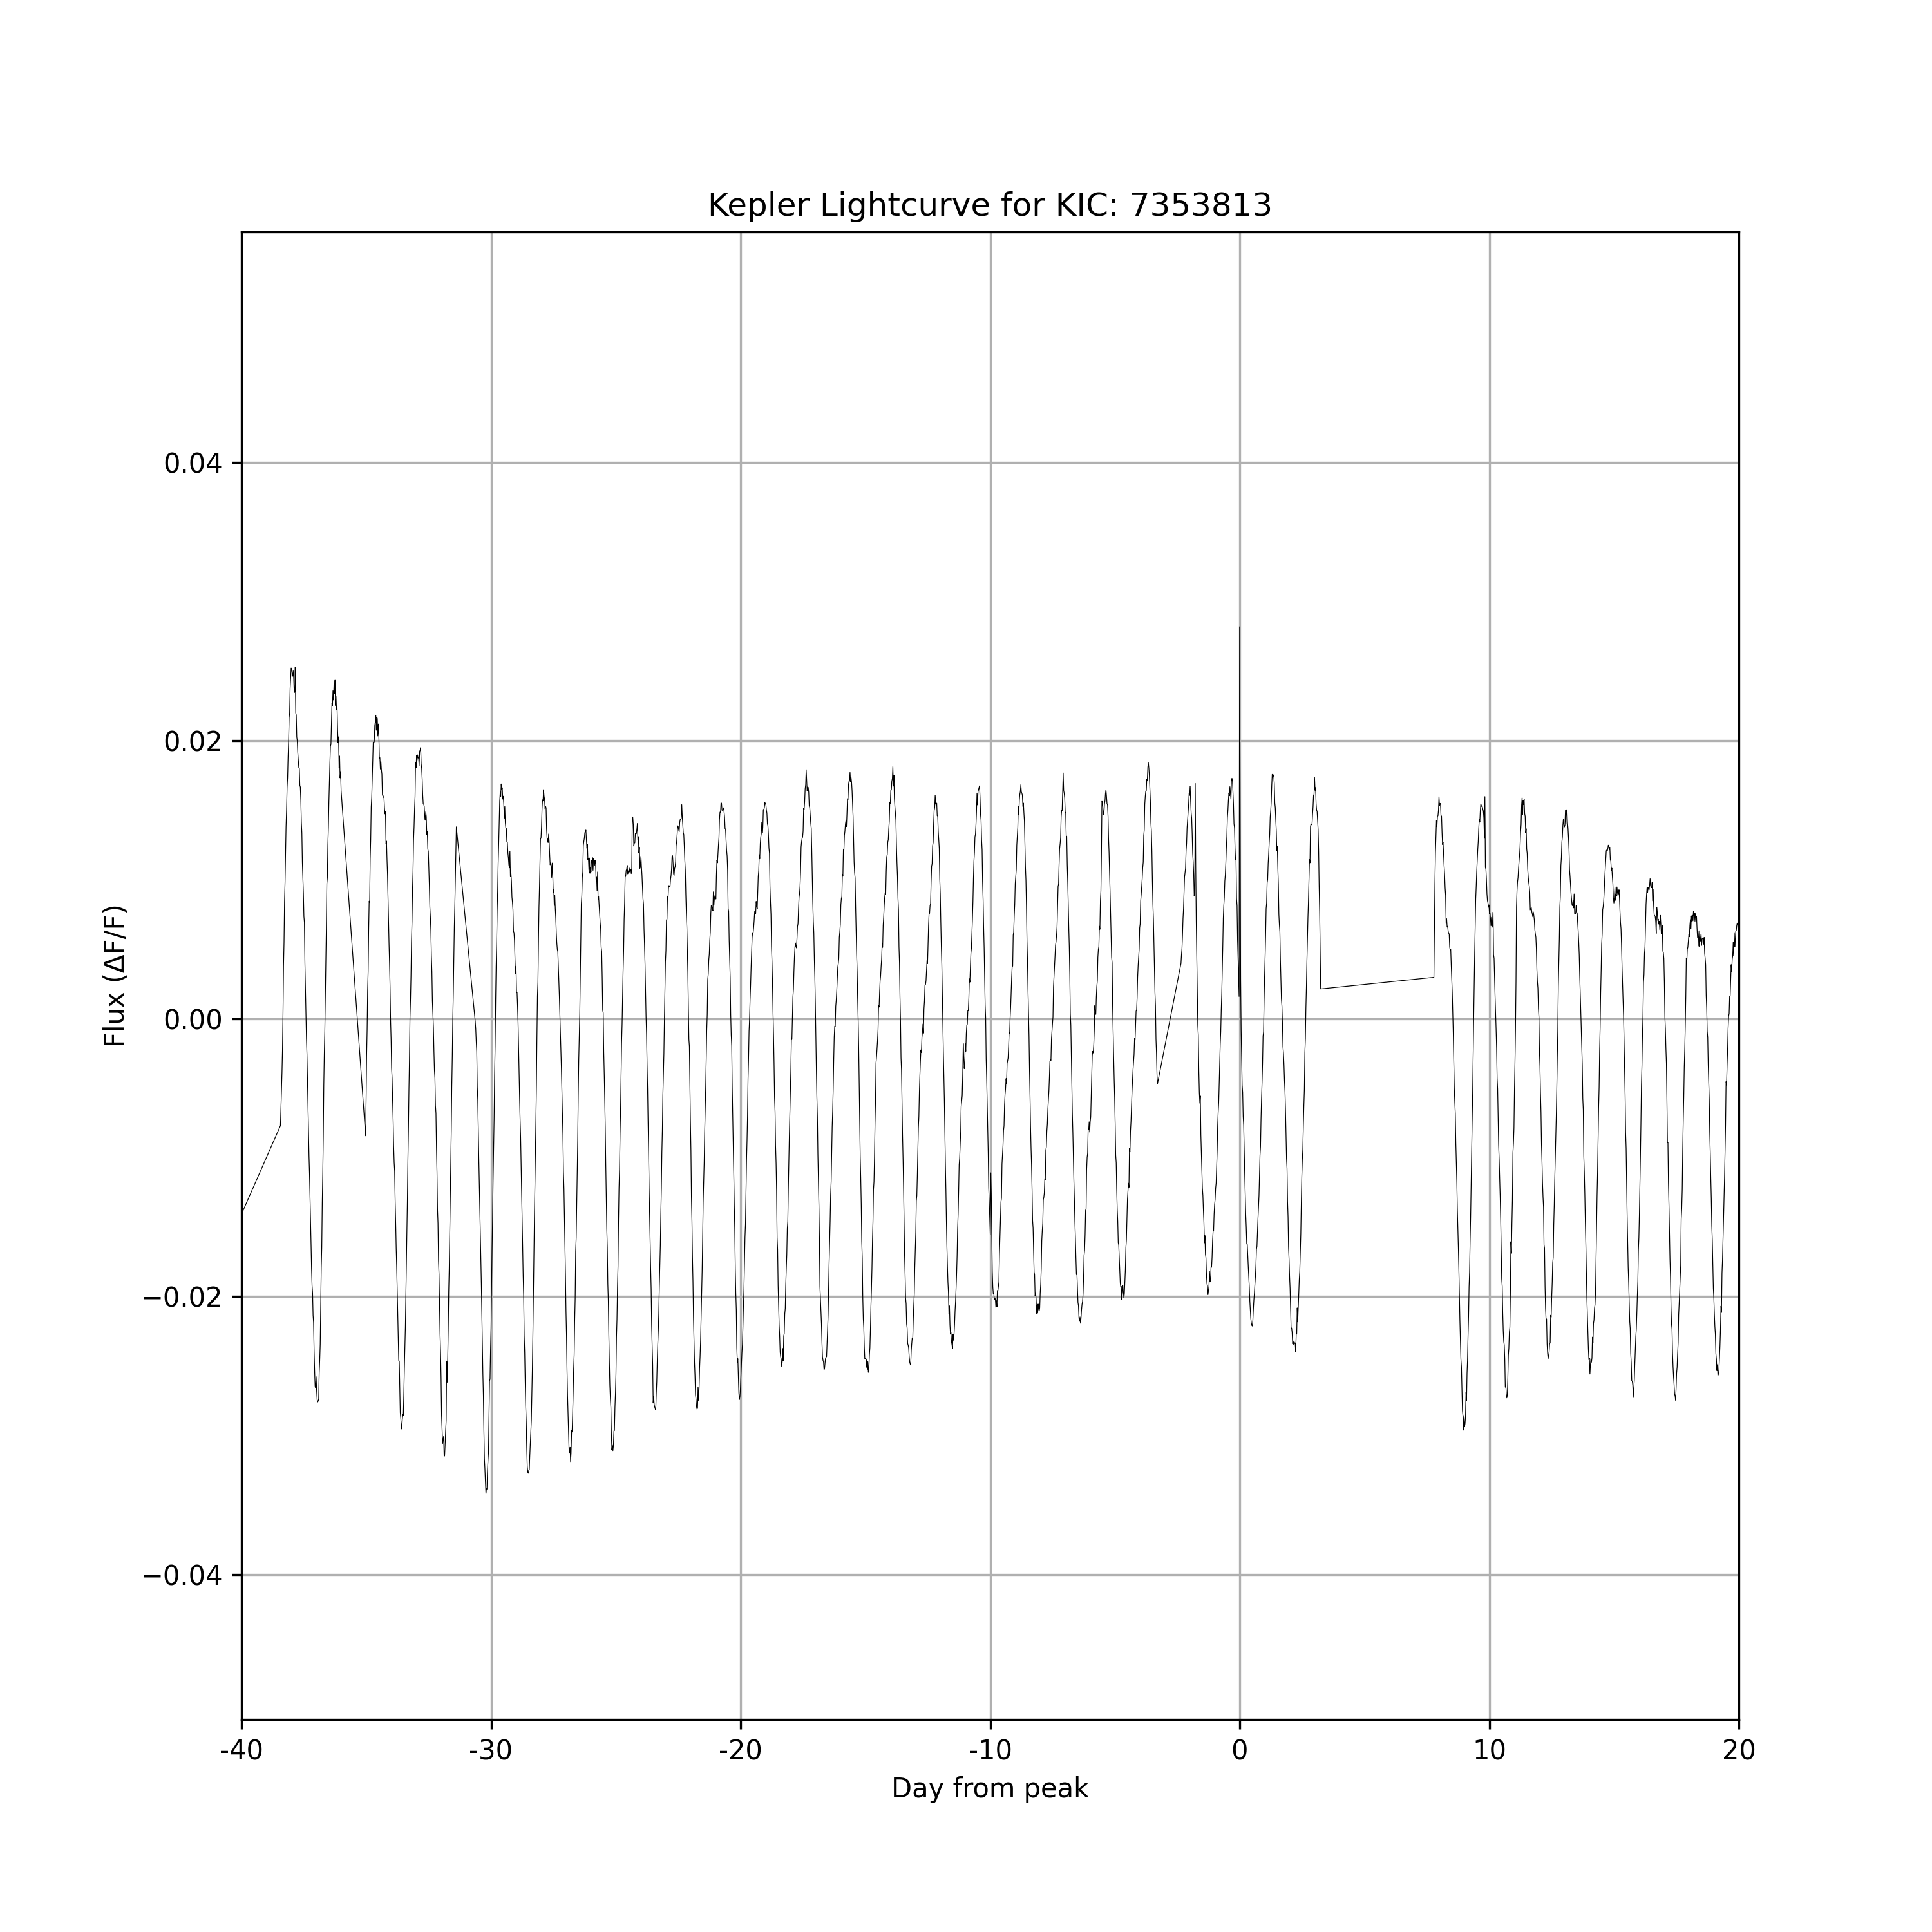 Kepler Lightcurve for KIC: 7353813
Flux (ΔF/F)
0.04
0.02
0.00
−0.02
−0.04
-40 -30 -20 -10 0 10 20
Day from peak